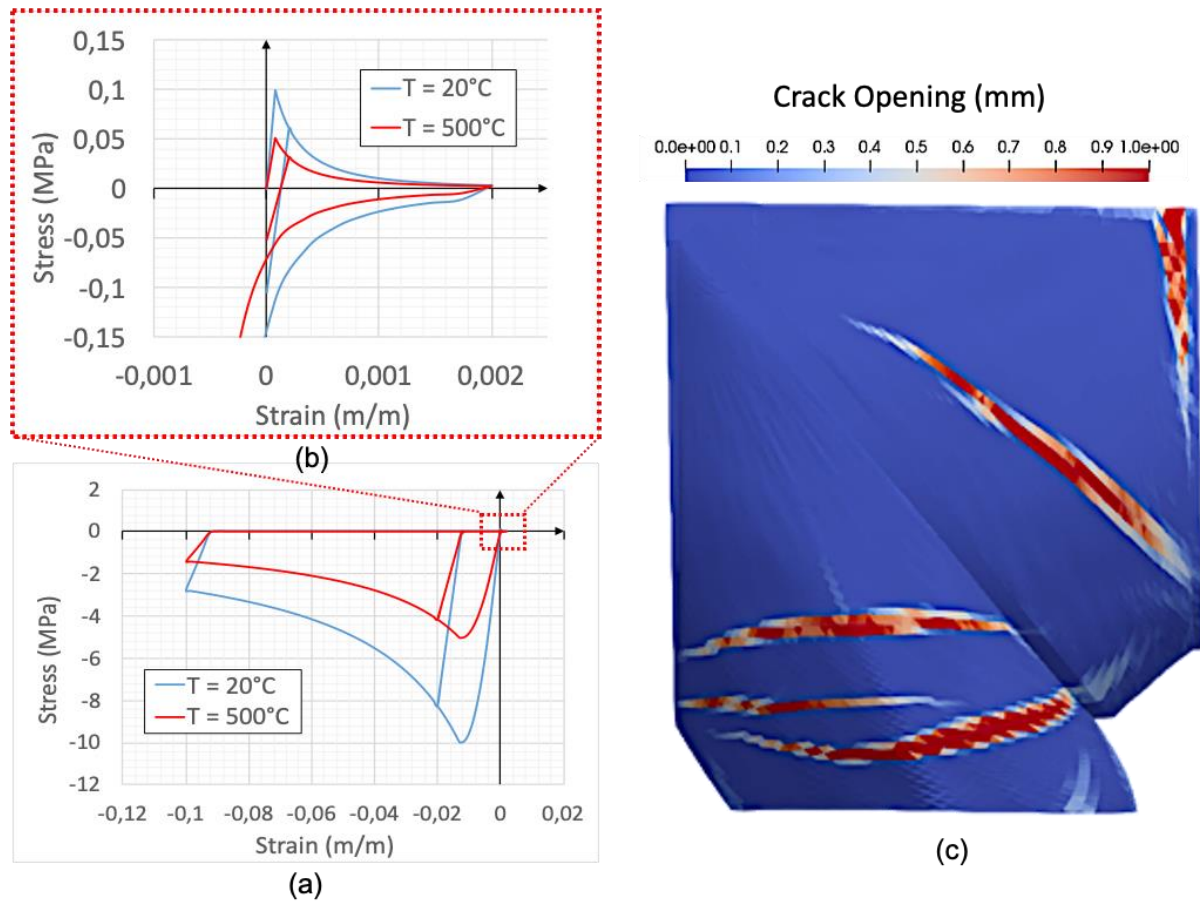 0,15
0,1
0,05
0
-0,05
-0,1
-0,15
Stress (MPa)
T = 20°C
T = 500°C
-0,001
0
0,001
0,002
Strain (m/m)
(b)
2
0
-2
-4
-6
-8
-10
-12
Stress (MPa)
T = 20°C
T = 500°C
-0,12 -0,1 -0,08 -0,06 -0,04 -0,02 0 0,02
Strain (m/m)
(a)
Crack Opening (mm)
0.0e+00 0.1 0.2 0.3 0.4 0.5 0.6 0.7 0.8 0.9 1.0e+00
(c)